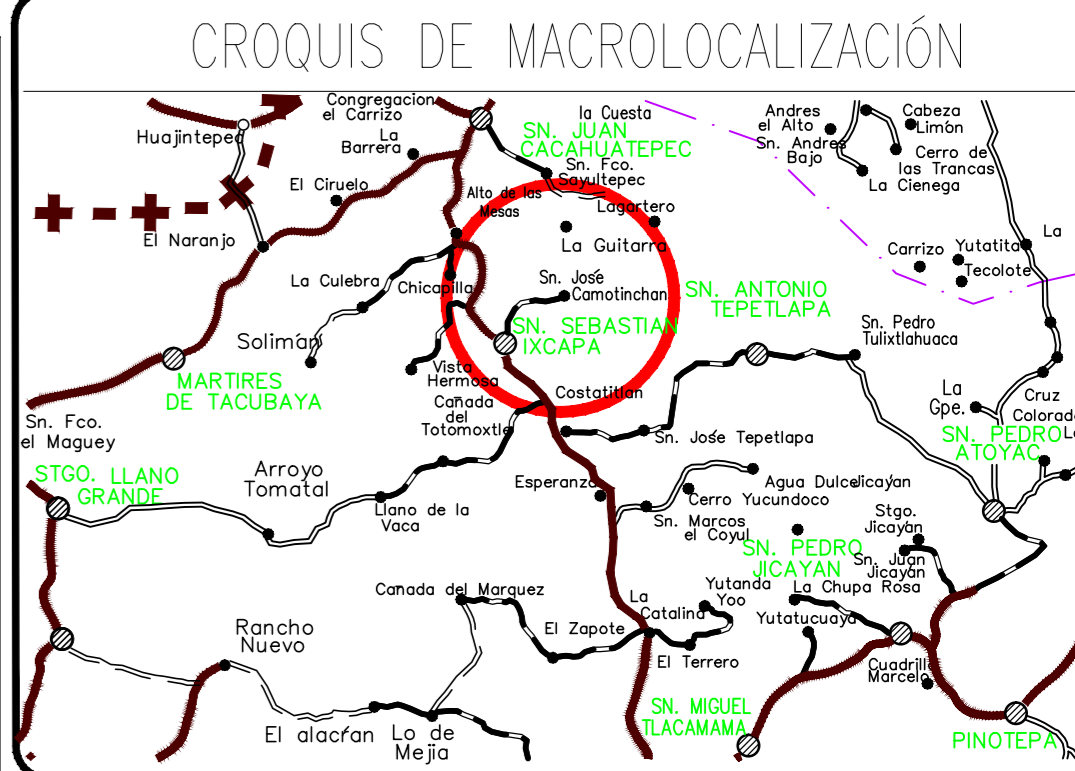 CROQUIS DE MACROLOCALIZACIÓN
Congregacion
el Carrizo
la Cuesta
Andres
el Alto
Cabeza
Limón
Huajintepec
La
Barrera
SN. JUAN
CACAHUATEPEC
Sn. Andres
Bajo
Cerro de
las Trancas
Sn. Fco.
Sayultepec
La Cienega
El Ciruelo
Alto de las
Mesas
Lagartero
El Naranjo
La Guitarra
Carrizo
Yutatita
La
Tecolote
La Culebra
Chicapilla
Sn. José
Camotinchan
SN. ANTONIO
TEPETLAPA
Solimán
SN. SEBASTIAN
IXCAPA
Sn. Pedro
Tulixtlahuaca
Vista
Hermosa
MARTIRES
DE TACUBAYA
Costatitlan
La
Gpe.
Cruz
Colorada
Cañada
del
Totomoxtle
Sn. Fco.
el Maguey
Sn. Jose Tepetlapa
SN. PEDRO
ATOYAC
STGO. LLANO
GRANDE
Arroyo
Tomatal
Esperanza
Agua Dulce
Jicayan
Cerro Yucundoco
Llano de la
Vaca
Sn. Marcos
el Coyul
Stgo.
Jicayán
SN. PEDRO
JICAYAN
Sn. Juan
Jicayán
Cañada del Marquez
Yutanda
Yoo
La Chupa Rosa
La
Catalina
Yutatucuaya
Rancho
Nuevo
El Zapote
El Terrero
Cuadrilla
Marcelo
SN. MIGUEL
TLACAMAMA
El alacran
Lo de
Mejia
PINOTEPA